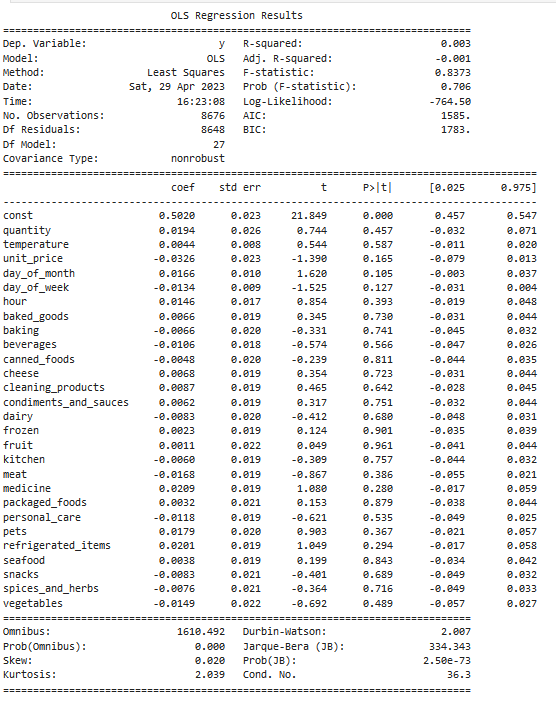 OLS Regression Results
==============================================================================
Dep. Variable: y R-squared: 0.003
Model: OLS Adj. R-squared: -0.001
Method: Least Squares F-statistic: 0.8373
Date: Sat, 29 Apr 2023 Prob (F-statistic): 0.706
Time: 16:23:08 Log-Likelihood: -764.50
No. Observations: 8676 AIC: 1585.
Df Residuals: 8648 BIC: 1783.
Df Model: 27
Covariance Type: nonrobust
==============================================================================
coef std err t P>|t| [0.025 0.975]
------------------------------------------------------------------------------
const 0.5020 0.023 21.849 0.000 0.457 0.547
quantity 0.0194 0.026 0.744 0.457 -0.032 0.071
temperature 0.0044 0.008 0.544 0.587 -0.011 0.020
unit_price -0.0326 0.023 -1.390 0.165 -0.079 0.013
day_of_month 0.0166 0.010 1.620 0.105 -0.003 0.037
day_of_week -0.0134 0.009 -1.525 0.127 -0.031 0.004
hour 0.0146 0.017 0.854 0.393 -0.019 0.048
baked_goods 0.0066 0.019 0.345 0.730 -0.031 0.044
baking -0.0066 0.020 -0.331 0.741 -0.045 0.032
beverages -0.0106 0.018 -0.574 0.566 -0.047 0.026
canned_foods -0.0048 0.020 -0.239 0.811 -0.044 0.035
cheese 0.0068 0.019 0.354 0.723 -0.031 0.044
cleaning_products 0.0087 0.019 0.465 0.642 -0.028 0.045
condiments_and_sauces 0.0062 0.019 0.317 0.751 -0.032 0.044
dairy -0.0083 0.020 -0.412 0.680 -0.048 0.031
frozen 0.0023 0.019 0.124 0.901 -0.035 0.039
fruit 0.0011 0.022 0.049 0.961 -0.041 0.044
kitchen -0.0060 0.019 -0.309 0.757 -0.044 0.032
meat -0.0168 0.019 -0.867 0.386 -0.055 0.021
medicine 0.0209 0.019 1.080 0.280 -0.017 0.059
packaged_foods 0.0032 0.021 0.153 0.879 -0.038 0.044
personal_care -0.0118 0.019 -0.621 0.535 -0.049 0.025
pets 0.0179 0.020 0.903 0.367 -0.021 0.057
refrigerated_items 0.0201 0.019 1.049 0.294 -0.017 0.058
seafood 0.0038 0.019 0.199 0.843 -0.034 0.042
snacks -0.0083 0.021 -0.401 0.689 -0.049 0.032
spices_and_herbs -0.0076 0.021 -0.364 0.716 -0.049 0.033
vegetables -0.0149 0.022 -0.692 0.489 -0.057 0.027
==============================================================================
Omnibus: 1610.492 Durbin-Watson: 2.007
Prob(Omnibus): 0.000 Jarque-Bera (JB): 334.343
Skew: 0.020 Prob(JB): 2.50e-73
Kurtosis: 2.039 Cond. No. 36.3
==============================================================================